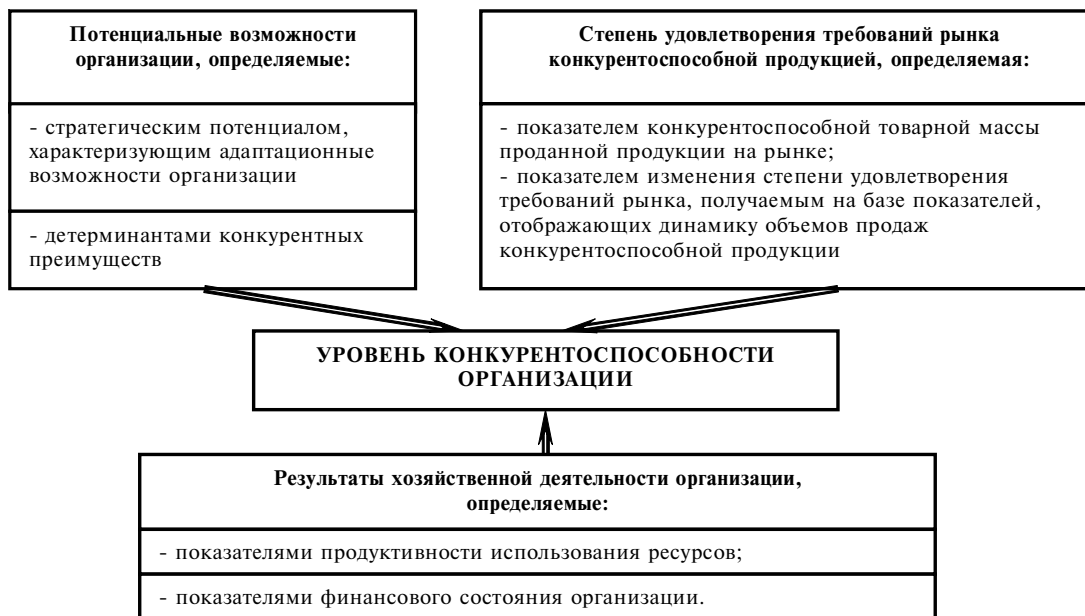 Потенциальные возможности
организации, определяемые:
- стратегическим потенциалом,
характеризующим адаптационные
возможности организации
- детерминантами конкурентных
преимуществ
Степень удовлетворения требований рынка
конкурентоспособной продукцией, определяемая:
- показателем конкурентоспособной товарной массы
проданной продукции на рынке;
- показателем изменения степени удовлетворения
требований рынка, получаемым на базе показателей,
отображающих динамику объемов продаж
конкурентоспособной продукции
УРОВЕНЬ КОНКУРЕНТОСПОСОБНОСТИ
ОРГАНИЗАЦИИ
Результаты хозяйственной деятельности организации,
определяемые:
- показателями продуктивности использования ресурсов;
- показателями финансового состояния организации.